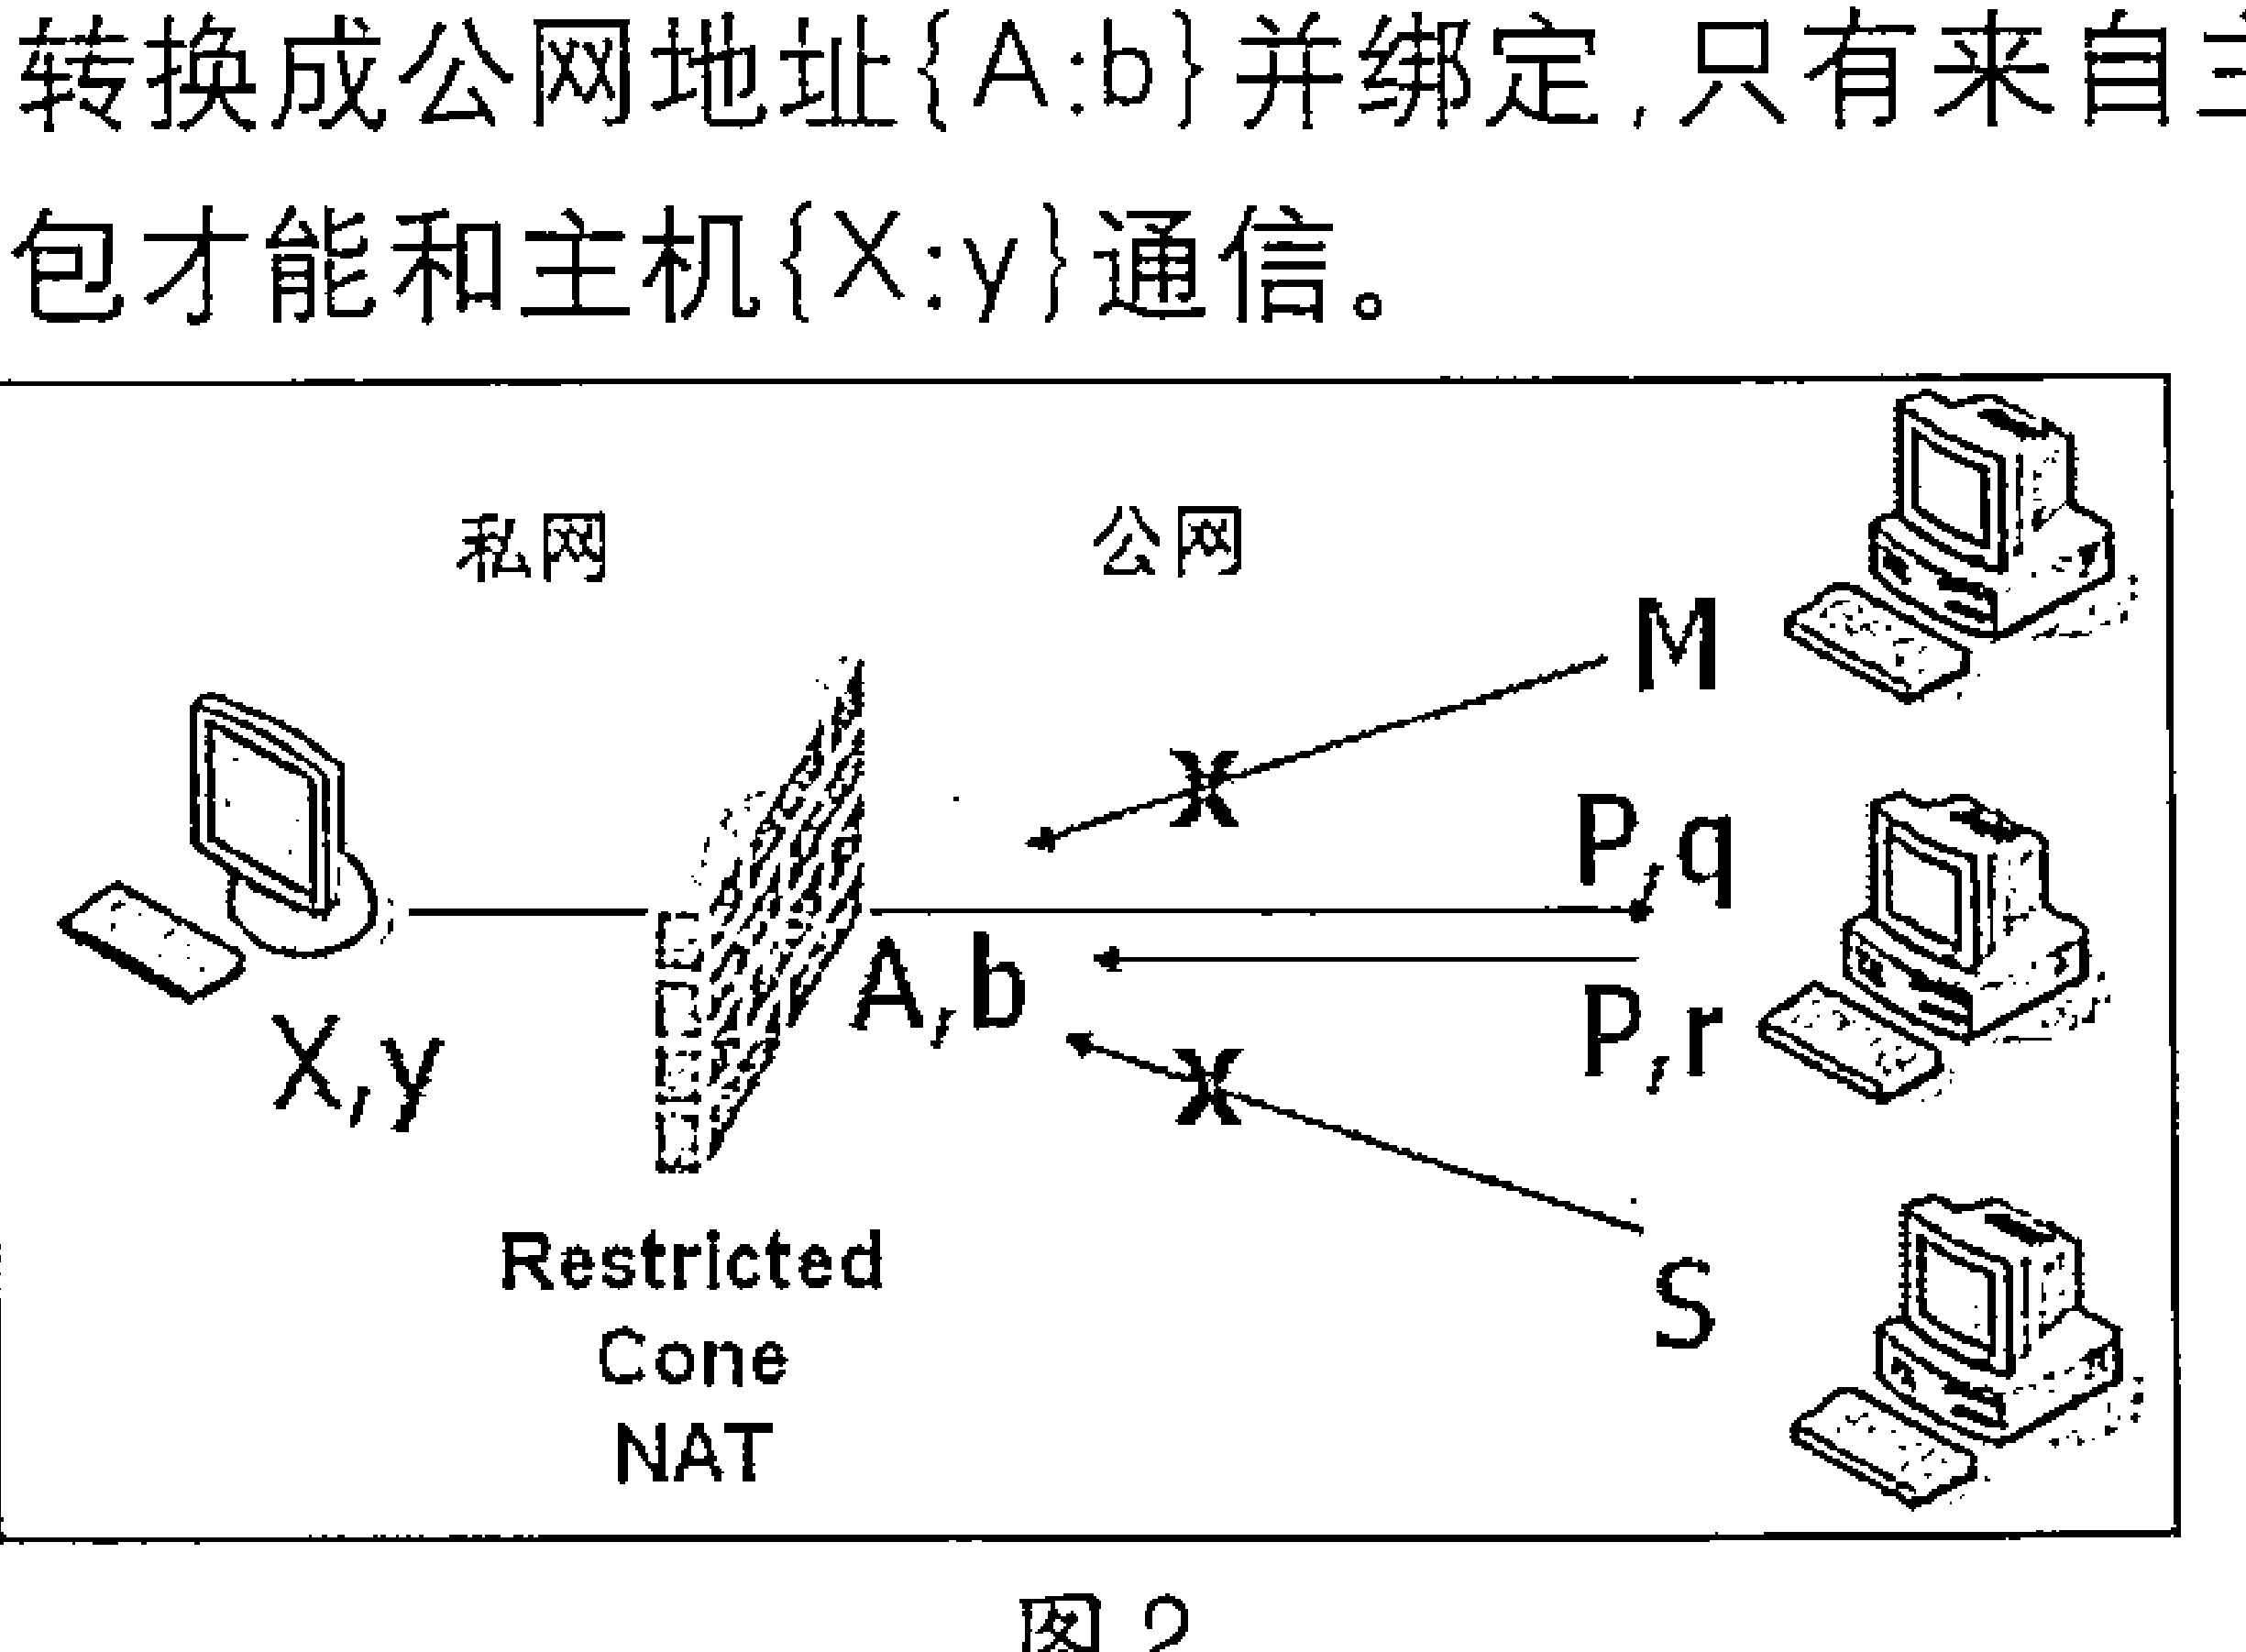 转换成公网地址{A:b}并绑定,只有来自主
包才能和主机{X:y}通信。
私网
公网
M
X
P,q
A,b
P,r
X,y
X
S
Restricted
Cone
NAT
图 2